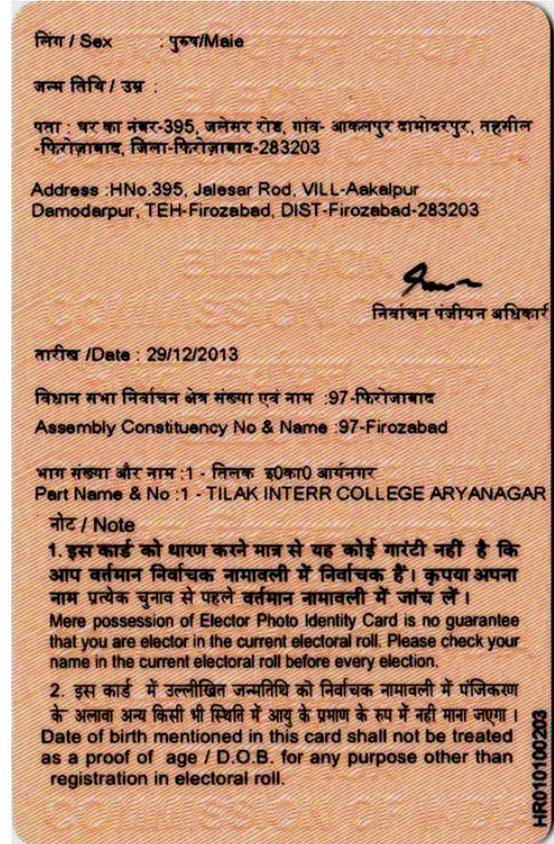 लिंग / Sex : पुरुष/Male
जन्म तिथि / उम्र :
पता : घर का नंबर-395, जलेसर रोड, गांव- आकलपुर दामोदरपुर, तहसील
-फिरोज़ाबाद, जिला-फिरोज़ाबाद-283203
Address :HNo.395, Jalesar Rod, VILL-Aakalpur
Damodarpur, TEH-Firozabad, DIST-Firozabad-283203
निर्वाचन पंजीयन अधिकारी
तारीख /Date : 29/12/2013
विधान सभा निर्वाचन क्षेत्र संख्या एवं नाम :97-फिरोजाबाद
Assembly Constituency No & Name :97-Firozabad
भाग संख्या और नाम :1 - तिलक इ0का0 आर्यनगर
Part Name & No :1 - TILAK INTERR COLLEGE ARYANAGAR
नोट / Note
1. इस कार्ड को धारण करने मात्र से यह कोई गारंटी नहीं है कि
आप वर्तमान निर्वाचक नामावली में निर्वाचक हैं। कृपया अपना
नाम प्रत्येक चुनाव से पहले वर्तमान नामावली में जांच लें।
Mere possession of Elector Photo Identity Card is no guarantee
that you are elector in the current electoral roll. Please check your
name in the current electoral roll before every election.
2. इस कार्ड में उल्लीखित जन्मतिथि को निर्वाचक नामावली में पंजिकरण
के अलावा अन्य किसी भी स्थिति में आयु के प्रमाण के रुप में नही माना जाएगा।
Date of birth mentioned in this card shall not be treated
as a proof of age / D.O.B. for any purpose other than
registration in electoral roll.
HR010100203